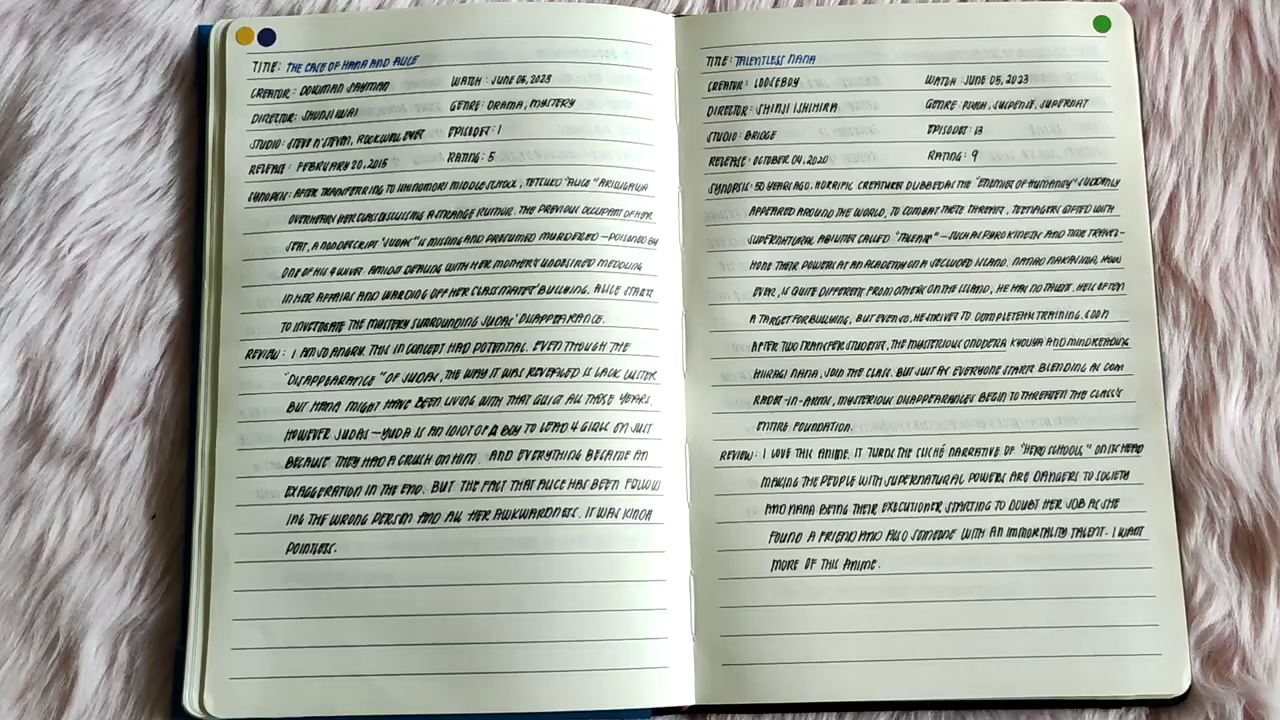 TITLE: THE CASE OF HANA AND ALICE
CREATOR: DOWMAN SAYMAN WATCH: JUNE 06, 2023
DIRECTOR: SHUNJI IWAI GENRE: DRAMA, MYSTERY
STUDIO: STEVE N' STEVEN, ROCKWELL EYES EPISODES: 1
RELEASE: FEBRUARY 20, 2015 RATING: 5
SYNOPSIS: AFTER TRANSFERRING TO ISHINOMORI MIDDLE SCHOOL, TETSUKO "ALICE" ARISUGAWA
OVERHEARS HER CLASS DISCUSSING A STRANGE RUMOR. THE PREVIOUS OCCUPANT OF HER
SEAT, A NONDESCRIPT "JUDAS" IS MISSING AND PRESUMED MURDERED — POISONED BY
ONE OF HIS 4 WIVES. AMIDST DEALING WITH HER MOTHER'S UNDESIRED MEDDLING
IN HER AFFAIRS AND WARDING OFF HER CLASSMATES' BULLYING. ALICE STARTS
TO INVESTIGATE THE MYSTERY SURROUNDING JUDAS' DISAPPEARANCE.
REVIEW: I AM SO ANGRY. THIS IN CONCEPT HAD POTENTIAL. EVEN THOUGH THE
"DISAPPEARANCE" OF JUDAS, THE WAY IT WAS REVEALED IS LACK LUSTER
BUT HANA MIGHT HAVE BEEN LIVING WITH THAT GUILT ALL THOSE YEARS.
HOWEVER JUDAS — YUDA IS AN IDIOT OF A BOY TO LEAD 4 GIRLS ON JUST
BECAUSE THEY HAD A CRUSH ON HIM. AND EVERYTHING BECAME AN
EXAGGERATION IN THE END. BUT THE FACT THAT ALICE HAS BEEN FOLLOW
ING THE WRONG PERSON AND ALL HER AWKWARDNESS. IT WAS KINDA
POINTLESS.
TITLE: TALENTLESS NANA
CREATOR: LOOSEBOY WATCH: JUNE 05, 2023
DIRECTOR: SHINJI ISHIHIRA GENRE: PSYCH, SUSPENSE, SUPERNAT
STUDIO: BRIDGE EPISODES: 13
RELEASE: OCTOBER 04, 2020 RATING: 9
SYNOPSIS: 50 YEARS AGO, HORRIFIC CREATURES DUBBED AS THE "ENEMIES OF HUMANITY" SUDDENLY
APPEARED AROUND THE WORLD, TO COMBAT THESE THREATS, TEENAGERS GIFTED WITH
SUPERNATURAL ABILITIES CALLED "TALENTS" — SUCH AS PYROKINESIS AND TIME TRAVEL -
HONE THEIR POWERS AT AN ACADEMY ON A SECLUDED ISLAND. NANAO NAKAJIMA, HOW
EVER, IS QUITE DIFFERENT FROM OTHERS ON THE ISLAND, HE HAS NO TALENT. HE IS OFTEN
A TARGET FOR BULLYING, BUT EVEN SO, HE STRIVES TO COMPLETE HIS TRAINING. SOON
AFTER TWO TRANSFER STUDENTS, THE MYSTERIOUS ONODERA KYOUYA AND MIND READING
HIIRAGI NANA, JOIN THE CLASS. BUT JUST AS EVERYONE STARTS BLENDING AS COM
RADES-IN-ARMS, MYSTERIOUS DISAPPEARANCES BEGIN TO THREATEN THE CLASS'S
ENTIRE FOUNDATION.
REVIEW: I LOVE THIS ANIME. IT TURNS THE CLICHÉ NARRATIVE OF "HERO SCHOOL" ON ITS HEAD
MAKING THE PEOPLE WITH SUPERNATURAL POWERS ARE DANGERS TO SOCIETY
AND NANA BEING THEIR EXECUTIONER STARTING TO DOUBT HER JOB AS SHE
FOUND A FRIEND AND ALSO SOMEONE WITH AN IMMORTALITY TALENT. I WANT
MORE OF THIS ANIME.